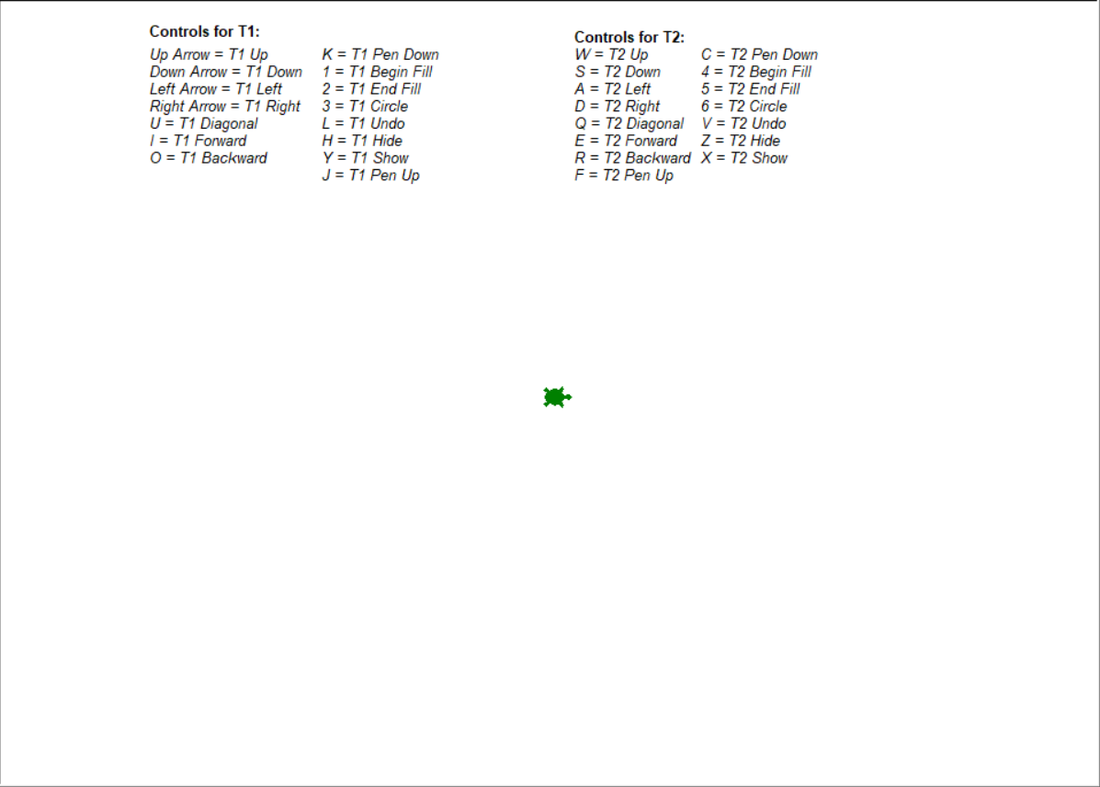 Controls for T1:
Up Arrow = T1 Up
Down Arrow = T1 Down
Left Arrow = T1 Left
Right Arrow = T1 Right
U = T1 Diagonal
I = T1 Forward
O = T1 Backward
K = T1 Pen Down
1 = T1 Begin Fill
2 = T1 End Fill
3 = T1 Circle
L = T1 Undo
H = T1 Hide
Y = T1 Show
J = T1 Pen Up
Controls for T2:
W = T2 Up
S = T2 Down
A = T2 Left
D = T2 Right
Q = T2 Diagonal
E = T2 Forward
R = T2 Backward
F = T2 Pen Up
C = T2 Pen Down
4 = T2 Begin Fill
5 = T2 End Fill
6 = T2 Circle
V = T2 Undo
Z = T2 Hide
X = T2 Show